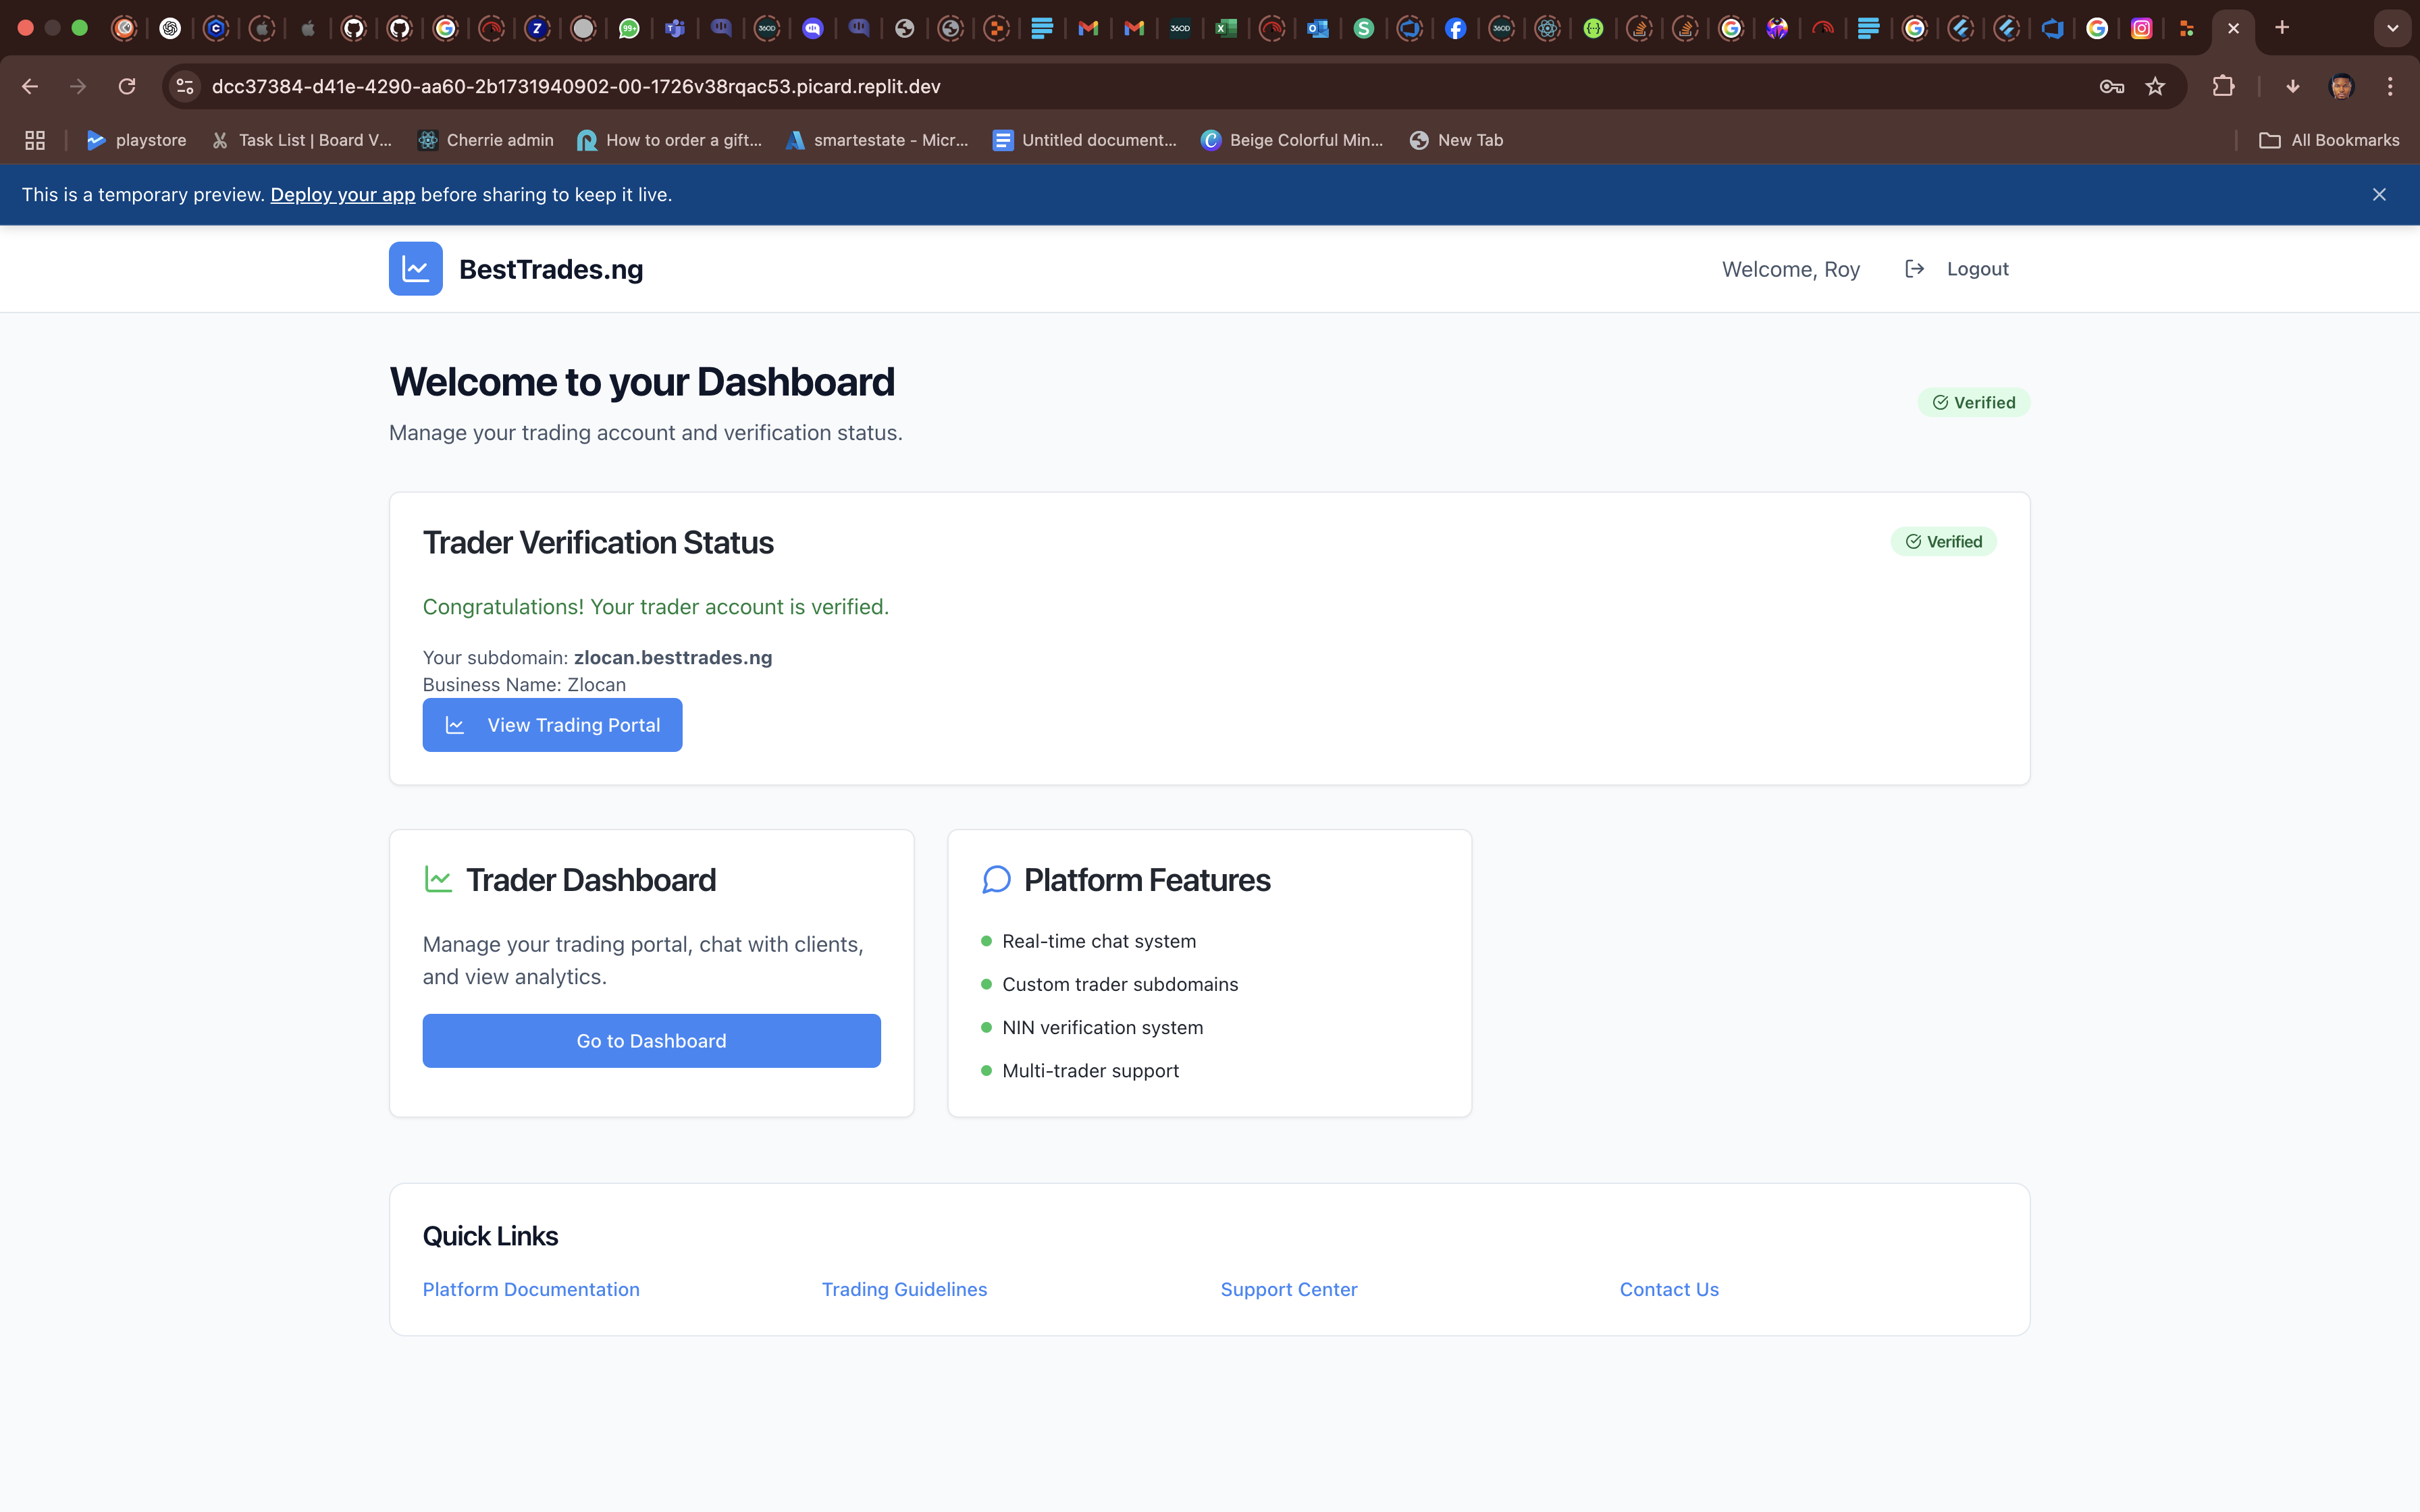 dcc37384-d41e-4290-aa60-2b1731940902-00-1726v38rqac53.picard.replit.dev
playstore
Task List | Board V...
Cherrie admin
How to order a gift...
smartestate - Micr...
Untitled document...
Beige Colorful Min...
New Tab
All Bookmarks
This is a temporary preview. Deploy your app before sharing to keep it live.
BestTrades.ng
Welcome, Roy
Logout
Welcome to your Dashboard
Manage your trading account and verification status.
Verified
Trader Verification Status
Verified
Congratulations! Your trader account is verified.
Your subdomain: zlocan.besttrades.ng
Business Name: Zlocan
View Trading Portal
Trader Dashboard
Manage your trading portal, chat with clients,
and view analytics.
Go to Dashboard
Platform Features
Real-time chat system
Custom trader subdomains
NIN verification system
Multi-trader support
Quick Links
Platform Documentation
Trading Guidelines
Support Center
Contact Us